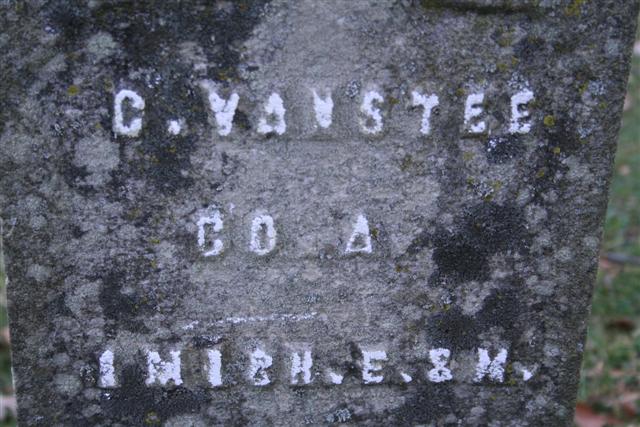 C. VANSTEE
CO A
1 MICH. E. & M.